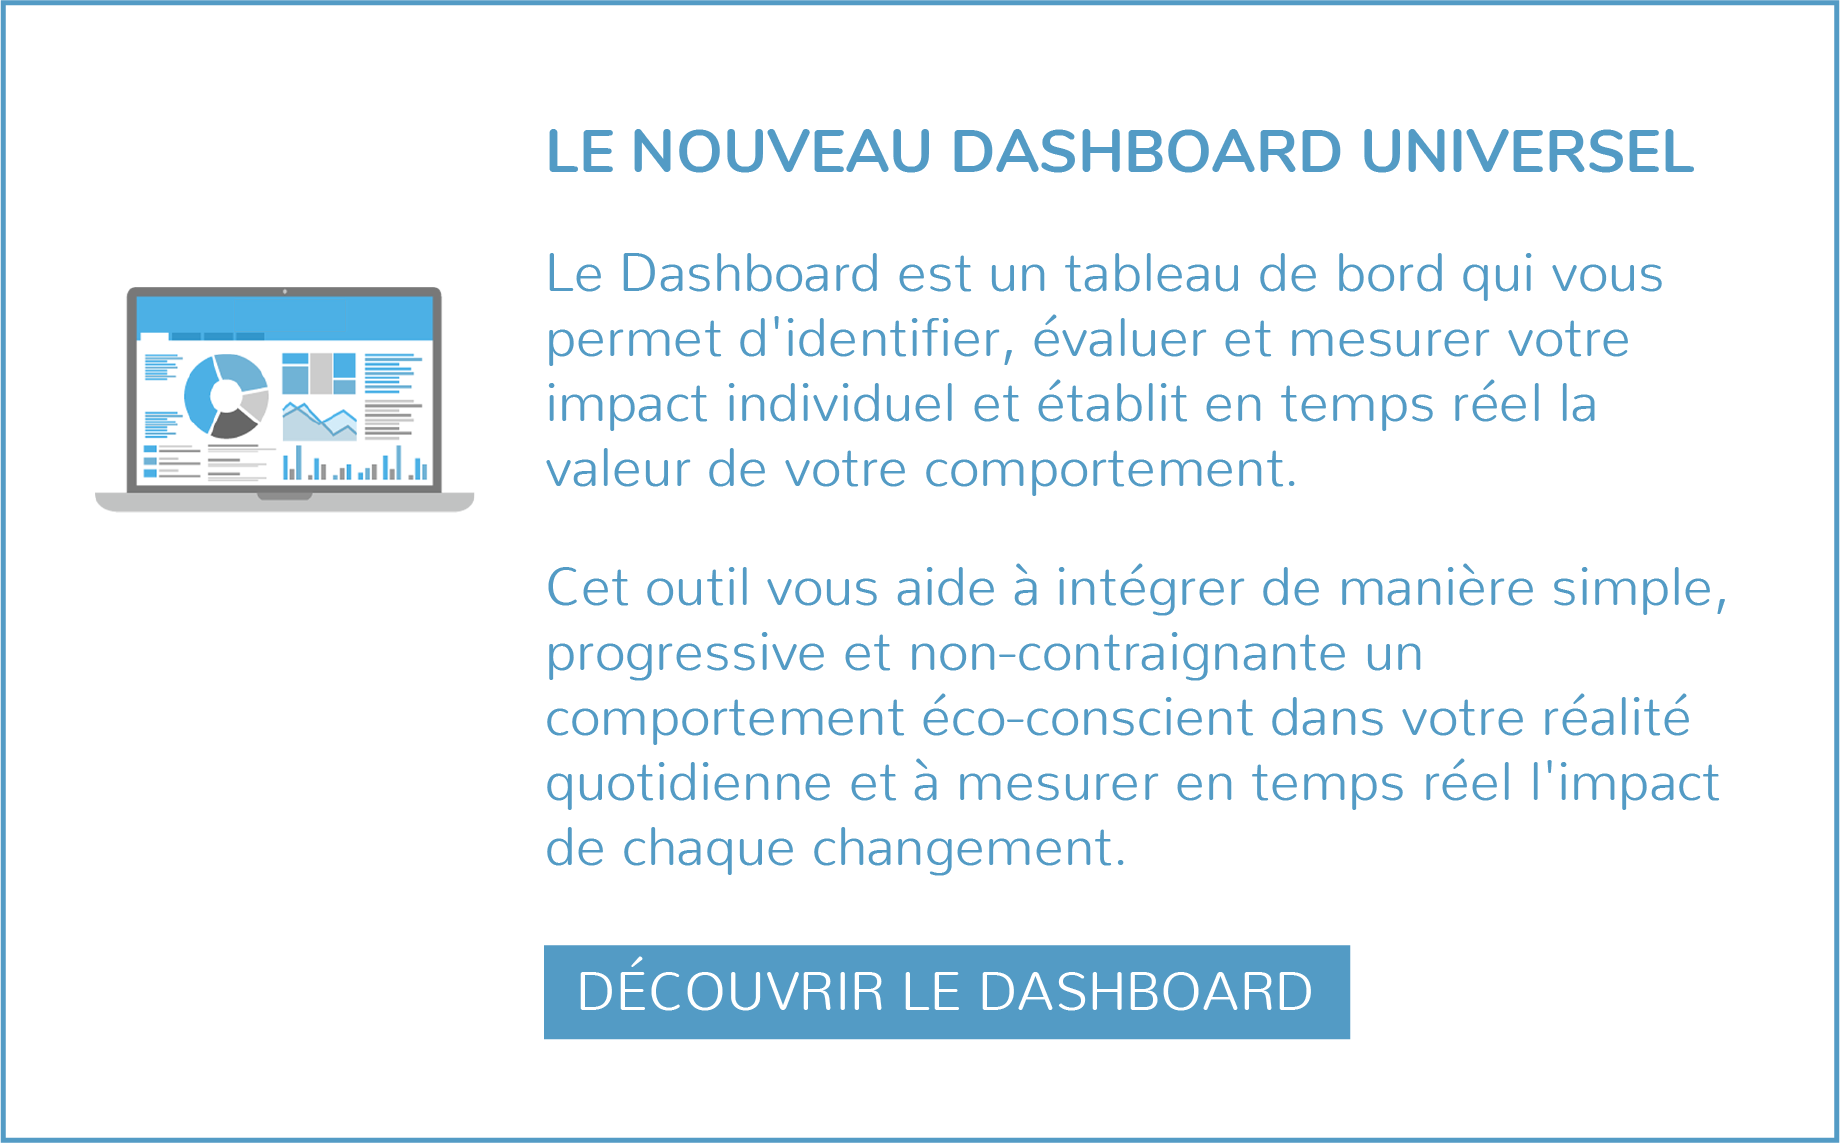 LE NOUVEAU DASHBOARD UNIVERSEL
Le Dashboard est un tableau de bord qui vous
permet d'identifier, évaluer et mesurer votre
impact individuel et établit en temps réel la
valeur de votre comportement.
Cet outil vous aide à intégrer de manière simple,
progressive et non-contraignante un
comportement éco-conscient dans votre réalité
quotidienne et à mesurer en temps réel l'impact
de chaque changement.
DÉCOUVRIR LE DASHBOARD